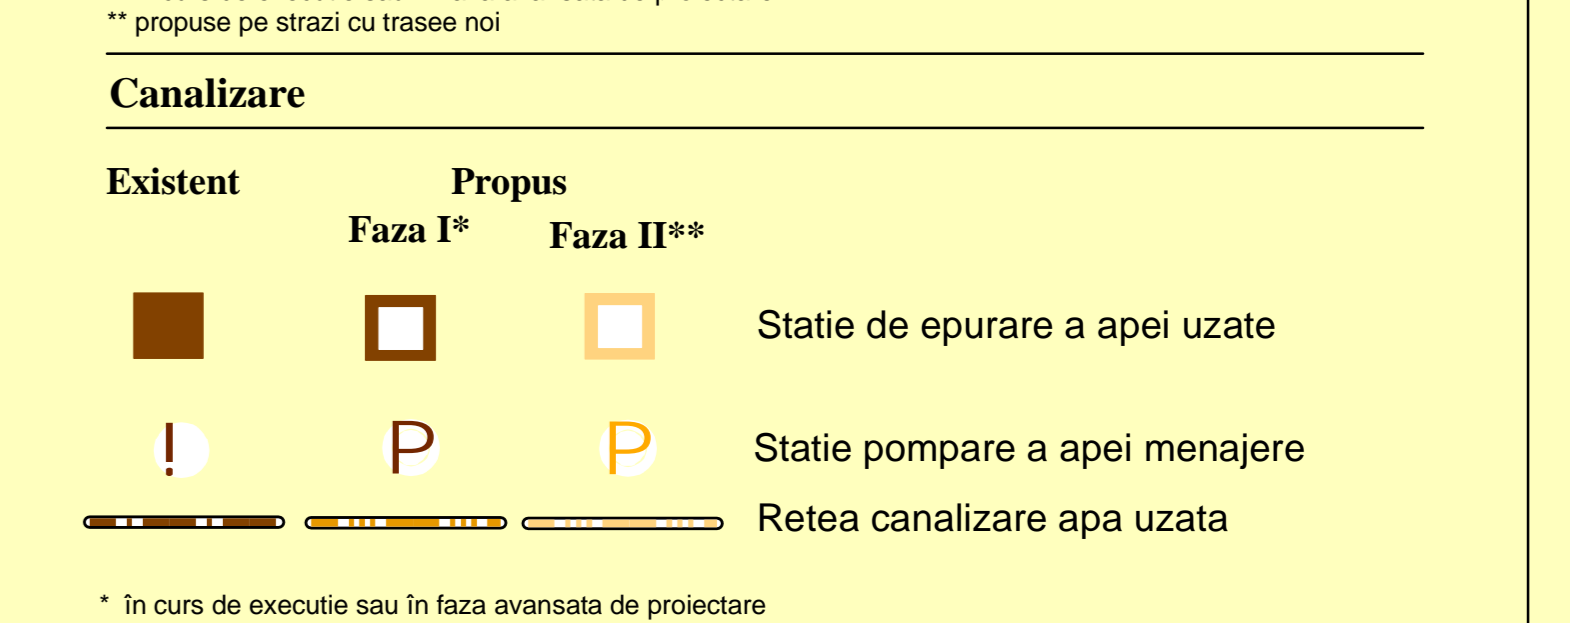 ** propuse pe strazi cu trasee noi
Canalizare
Existent Propus
Faza I* Faza II**
Statie de epurare a apei uzate
! P P Statie pompare a apei menajere
Retea canalizare apa uzata
* în curs de executie sau în faza avansata de proiectare